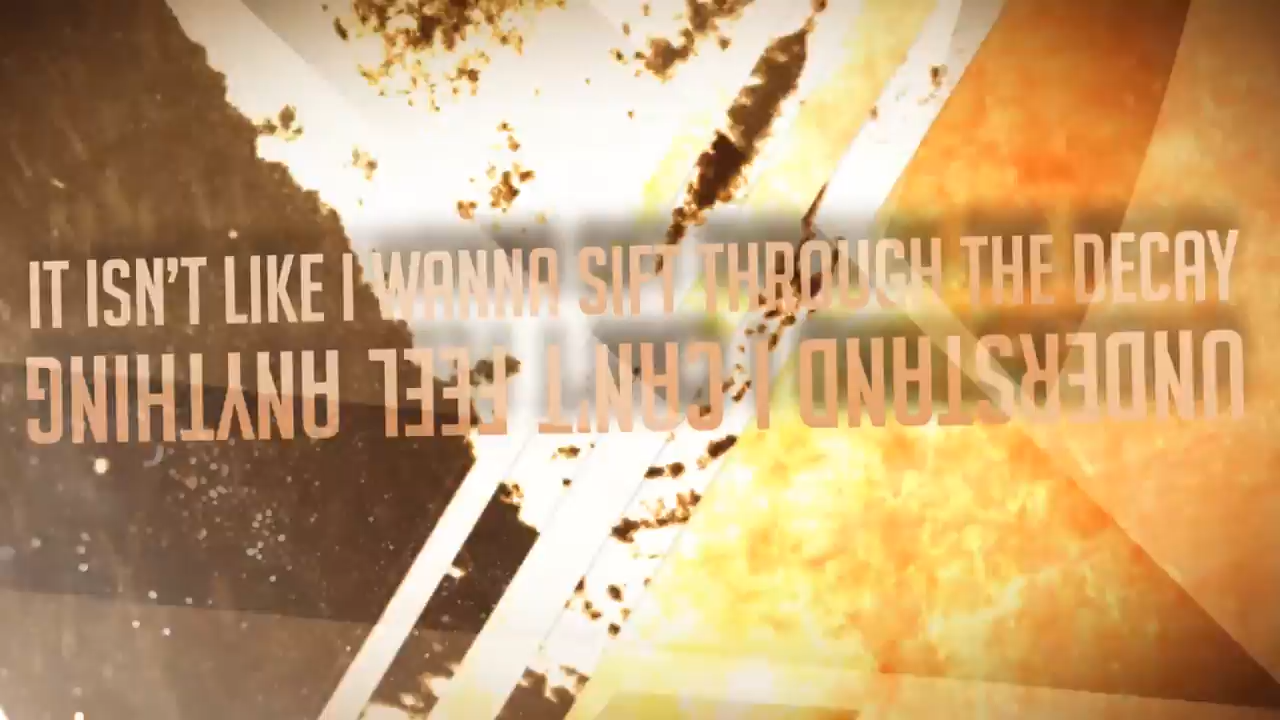 IT ISN'T LIKE I WANNA SIFT THROUGH THE DECAY
UNDERSTAND I CAN'T FEEL ANYTHING